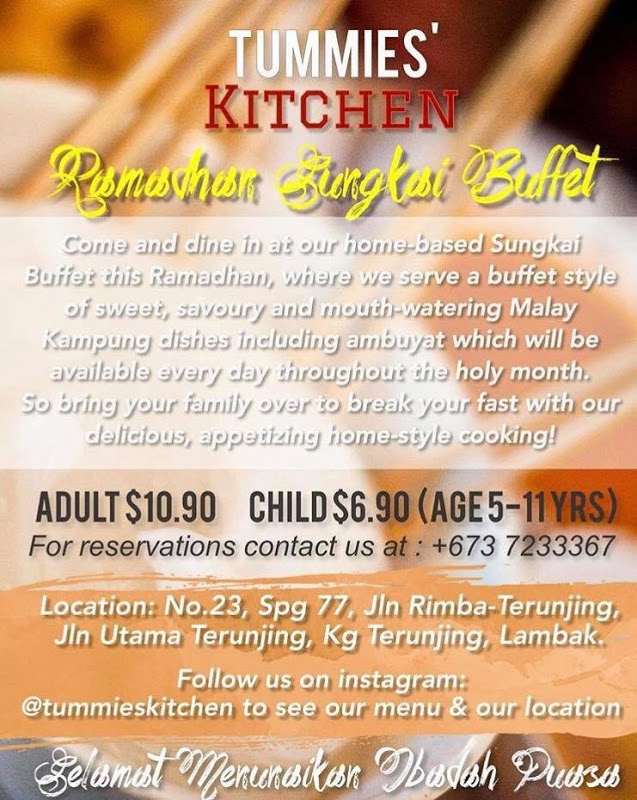 TUMMIES'
KITCHEN
Ramadhan Sungkai Buffet
Come and dine in at our home-based Sungkai
Buffet this Ramadhan, where we serve a buffet style
of sweet, savoury and mouth-watering Malay
Kampung dishes including ambuyat which will be
available every day throughout the holy month.
So bring your family over to break your fast with our
delicious, appetizing home-style cooking!
ADULT $10.90 CHILD $6.90 (AGE 5-11 YRS)
For reservations contact us at : +673 7233367
Location: No.23, Spg 77, Jln Rimba-Terunjing,
Jln Utama Terunjing, Kg Terunjing, Lambak.
Follow us on instagram:
@tummieskitchen to see our menu & our location
Selamat Menunaikan Ibadah Puasa